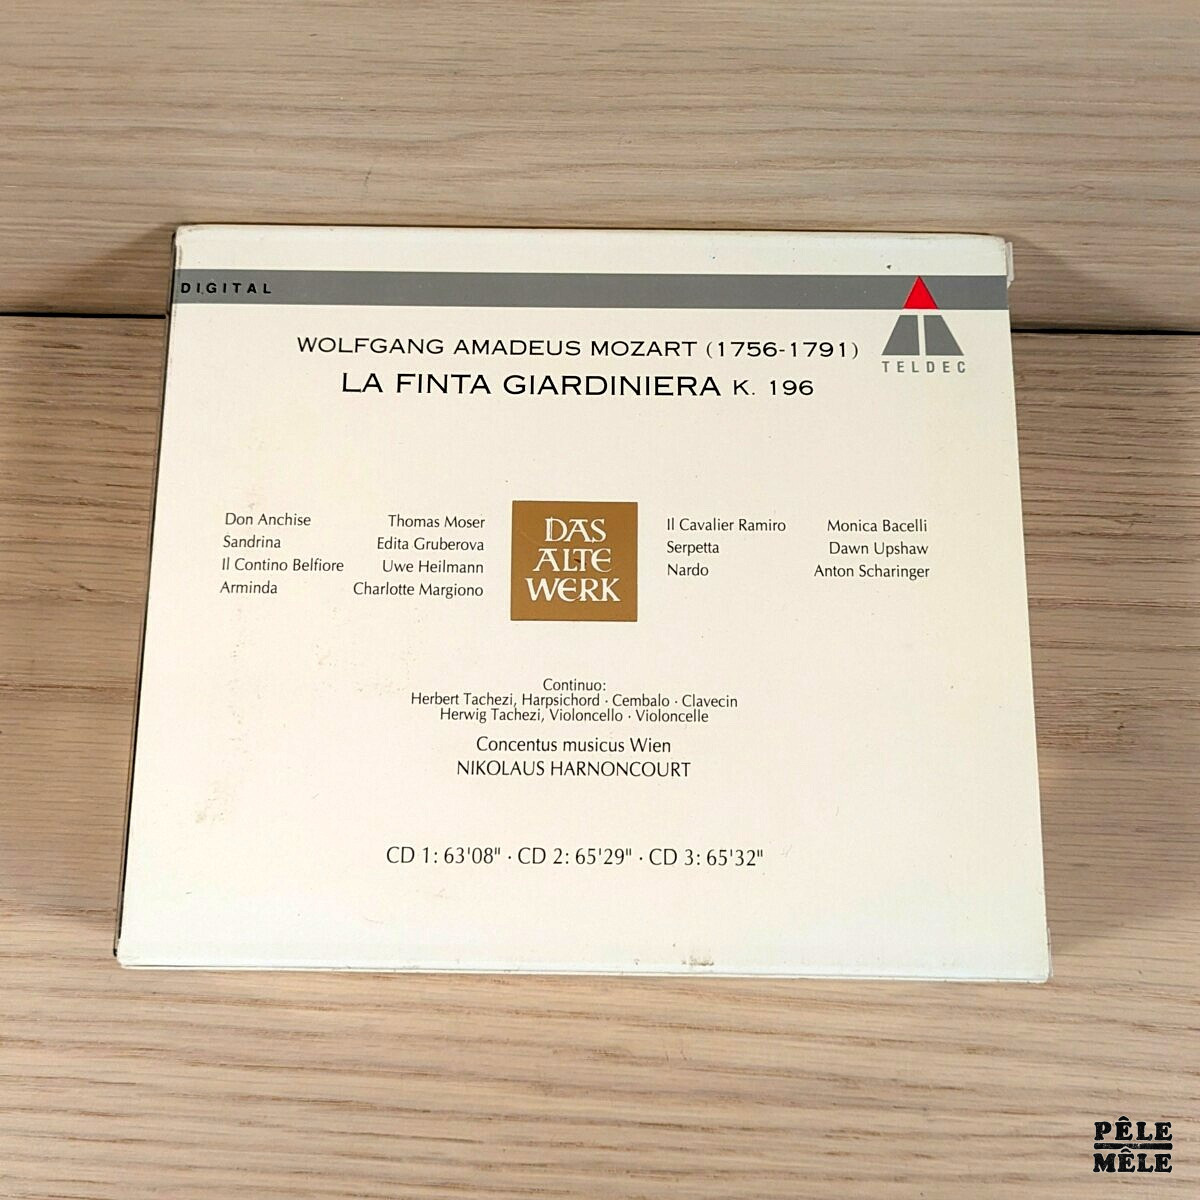 DIGITAL
WOLFGANG AMADEUS MOZART (1756-1791)
LA FINTA GIARDINIERA K. 196
TELDEC
Don Anchise Thomas Moser
Sandrina Edita Gruberova
Il Contino Belfiore Uwe Heilmann
Arminda Charlotte Margiono
DAS
ALTE
WERK
Il Cavalier Ramiro Monica Bacelli
Serpetta Dawn Upshaw
Nardo Anton Scharinger
Continuo:
Herbert Tachezi, Harpsichord · Cembalo · Clavecin
Herwig Tachezi, Violoncello · Violoncelle
Concentus musicus Wien
NIKOLAUS HARNONCOURT
CD 1: 63'08" · CD 2: 65'29" · CD 3: 65'32"
PÊLE
MÊLE